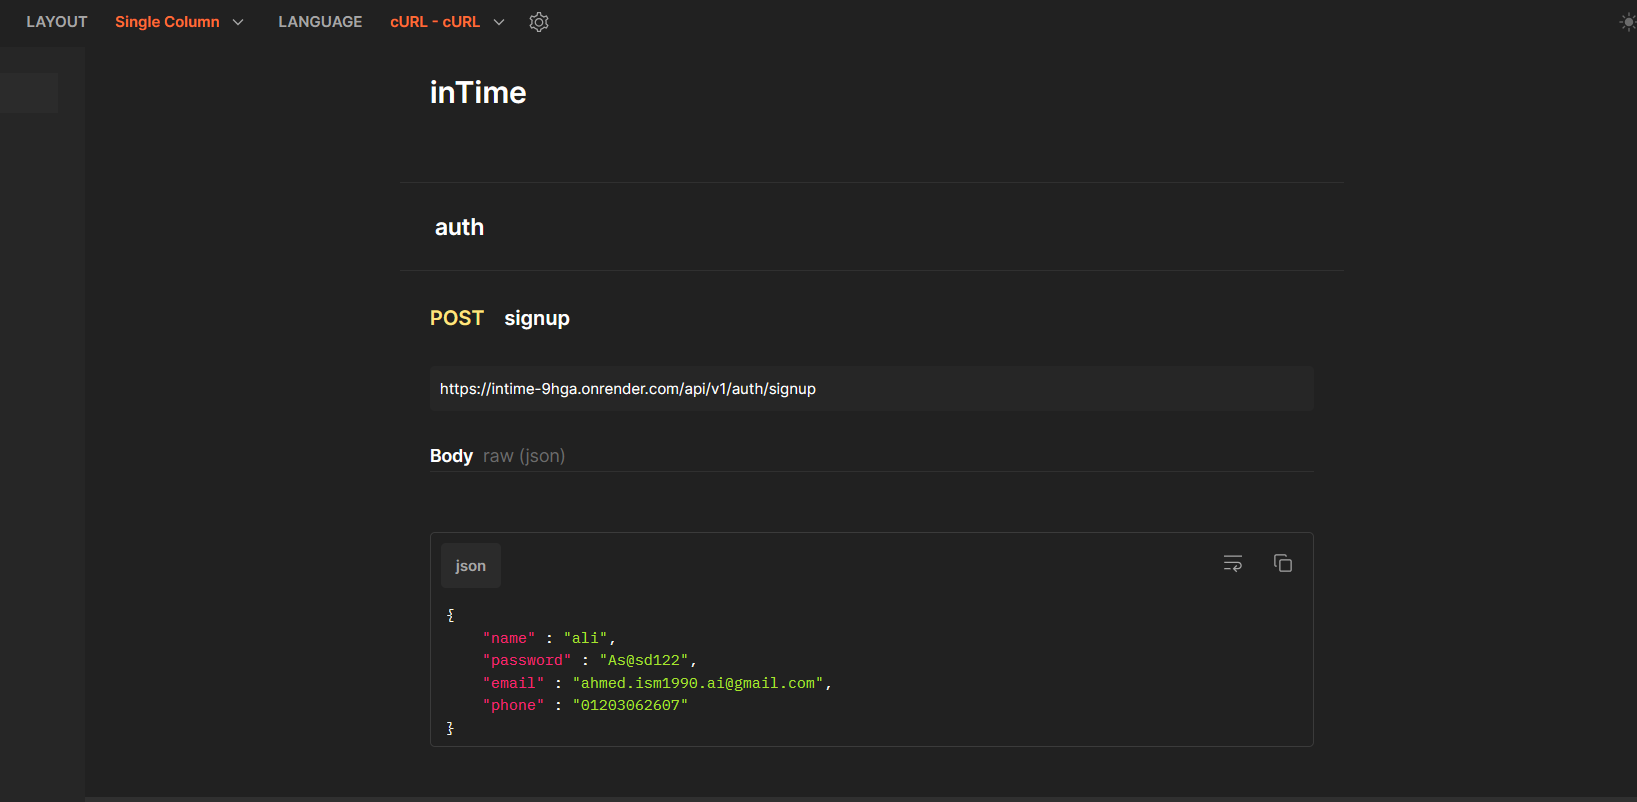 LAYOUT Single Column LANGUAGE cURL - cURL
inTime
auth
POST signup
https://intime-9hga.onrender.com/api/v1/auth/signup
Body raw (json)
json
{
"name" : "ali",
"password" : "As@sd122",
"email" : "ahmed.ism1990.ai@gmail.com",
"phone" : "01203062607"
}